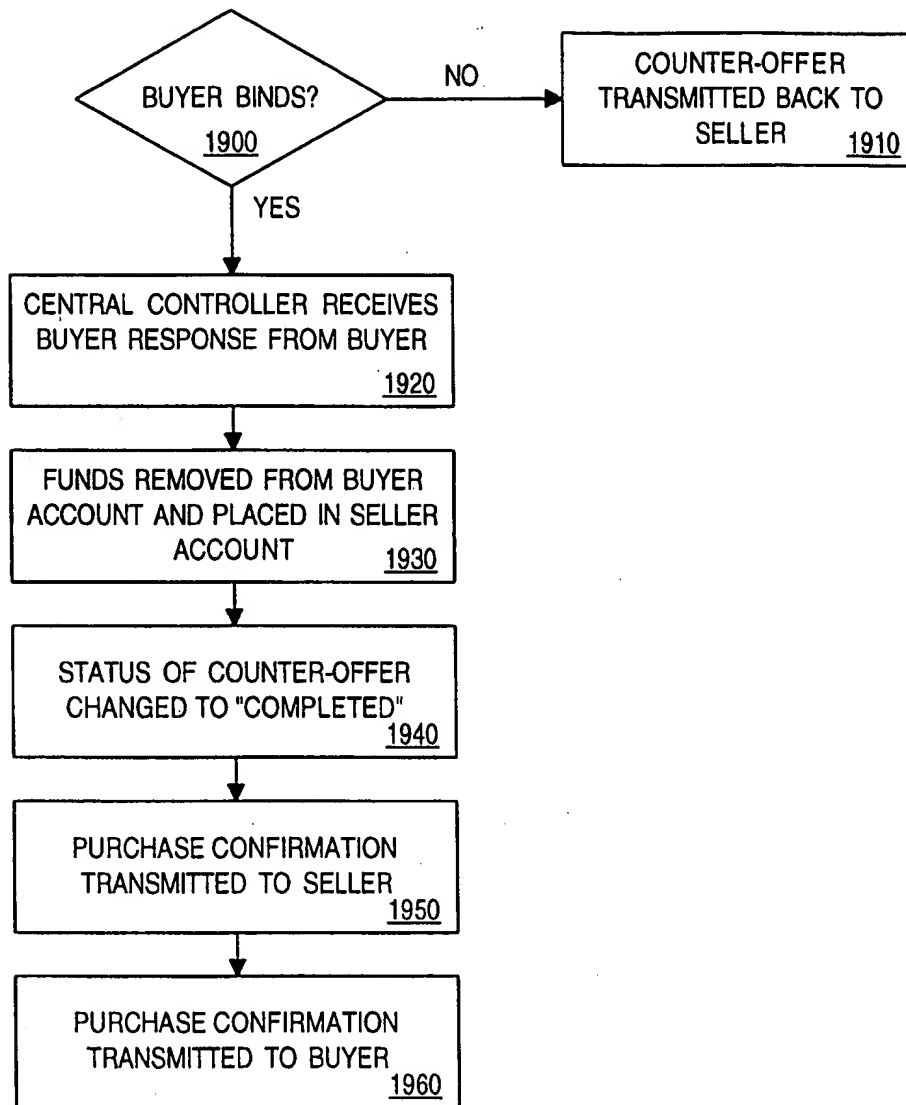 BUYER BINDS?
1900
NO
COUNTER-OFFER
TRANSMITTED BACK TO
SELLER
1910
YES
CENTRAL CONTROLLER RECEIVES
BUYER RESPONSE FROM BUYER
1920
FUNDS REMOVED FROM BUYER
ACCOUNT AND PLACED IN SELLER
ACCOUNT
1930
STATUS OF COUNTER-OFFER
CHANGED TO "COMPLETED"
1940
PURCHASE CONFIRMATION
TRANSMITTED TO SELLER
1950
PURCHASE CONFIRMATION
TRANSMITTED TO BUYER
1960